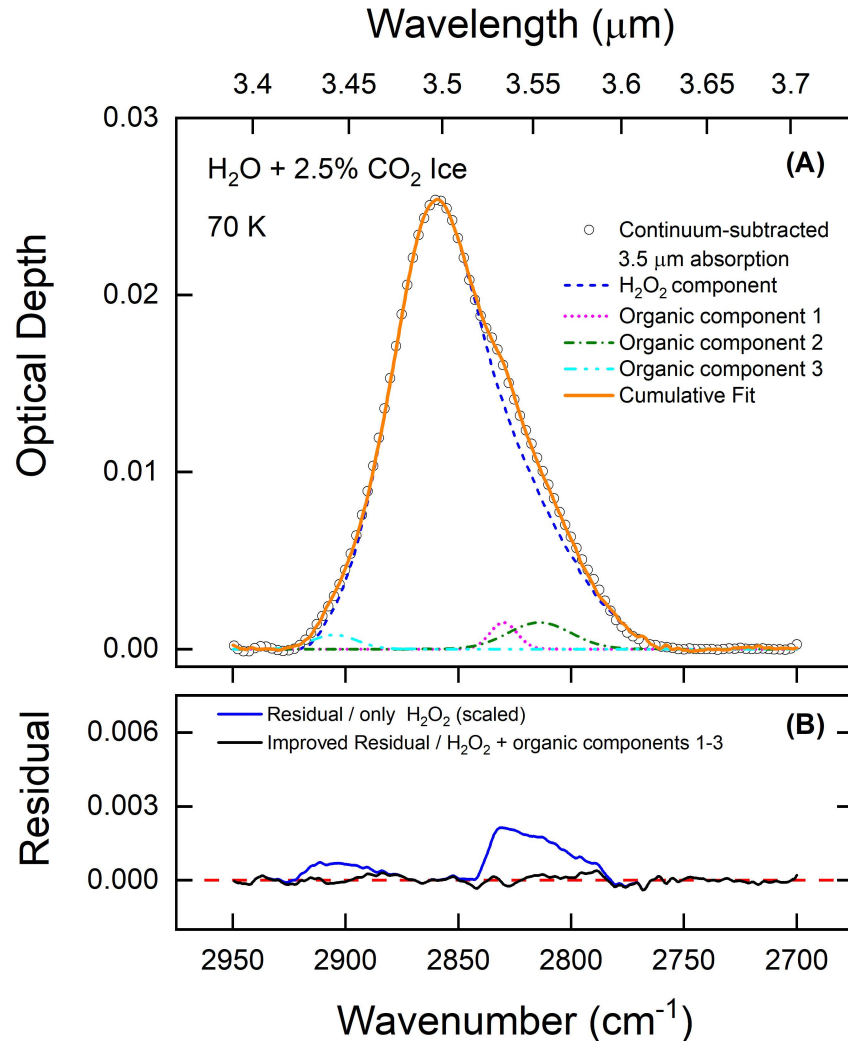 Wavelength (μm)
3.4 3.45 3.5 3.55 3.6 3.65 3.7
0.03
0.02
0.01
0.00
Optical Depth
(A)
H₂O + 2.5% CO₂ Ice
70 K
Continuum-subtracted
3.5 μm absorption
H₂O₂ component
Organic component 1
Organic component 2
Organic component 3
Cumulative Fit
0.006
0.003
0.000
Residual
(B)
Residual / only H₂O₂ (scaled)
Improved Residual / H₂O₂ + organic components 1-3
2950 2900 2850 2800 2750 2700
Wavenumber (cm⁻¹)